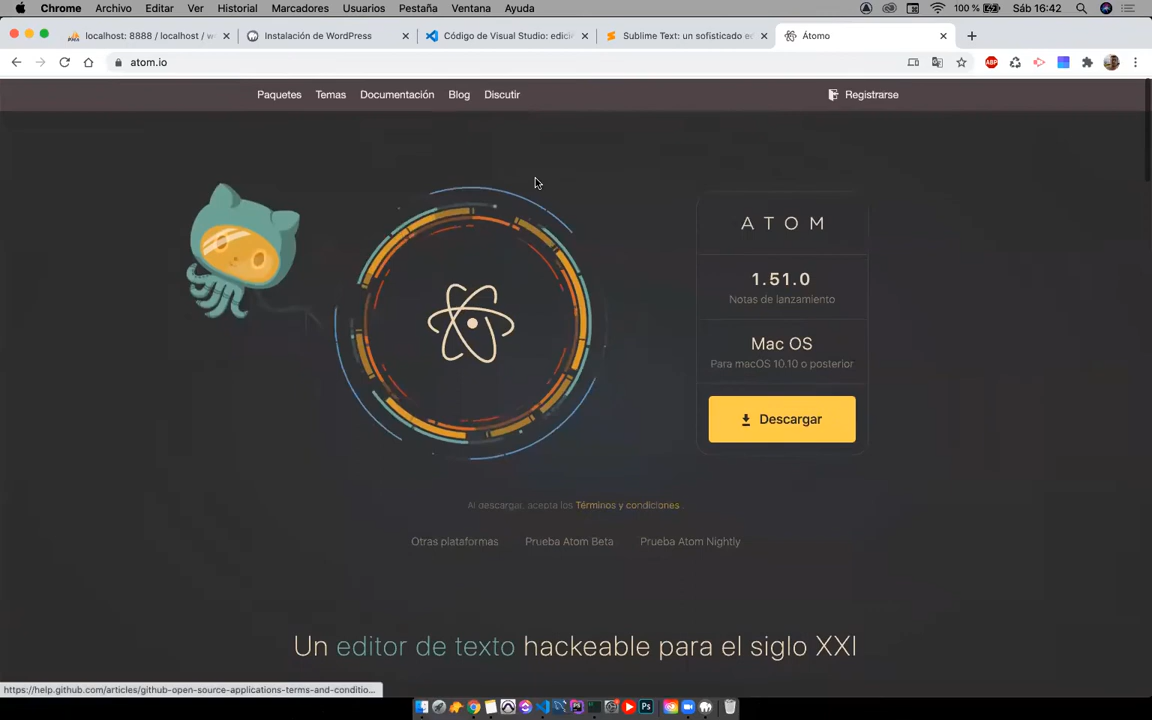 Chrome Archivo Editar Ver Historial Marcadores Usuarios Pestaña Ventana Ayuda 100 % Sáb 16:42
localhost: 8888 / localhost / w
Instalación de WordPress
Código de Visual Studio: edici
Sublime Text: un sofisticado e
Átomo
atom.io
ABP
Paquetes Temas Documentación Blog Discutir Registrarse
ATOM
1.51.0
Notas de lanzamiento
Mac OS
Para macOS 10.10 o posterior
Descargar
Al descargar, acepta los Términos y condiciones .
Otras plataformas Prueba Atom Beta Prueba Atom Nightly
Un editor de texto hackeable para el siglo XXI
https://help.github.com/articles/github-open-source-applications-terms-and-conditio...
Ps